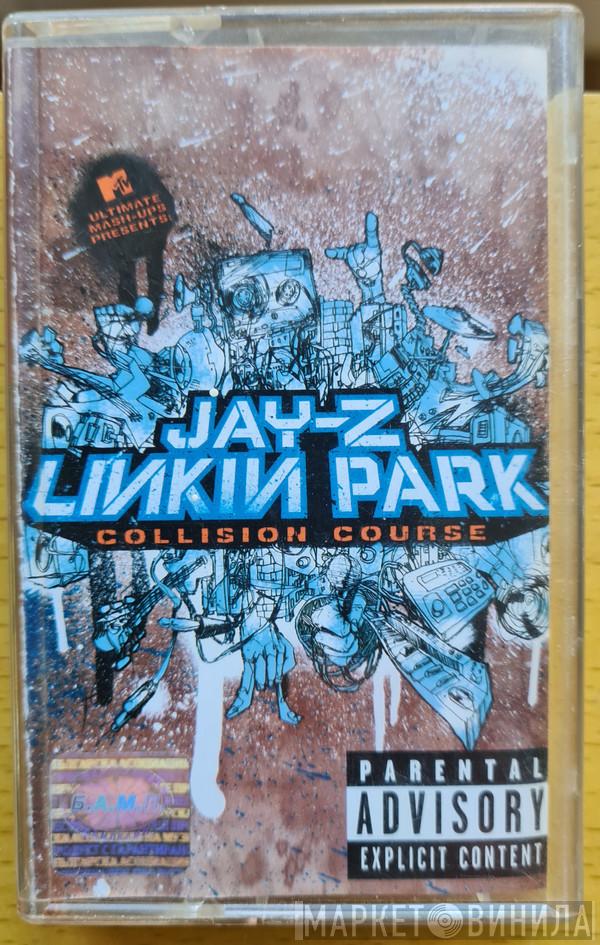 MTV
ULTIMATE
MASH-UPS
PRESENTS:
JAY-Z
LINKIN PARK
COLLISION COURSE
Б.А.М.П.
PARENTAL
ADVISORY
EXPLICIT CONTENT
МАРКЕТ ВИНИЛА